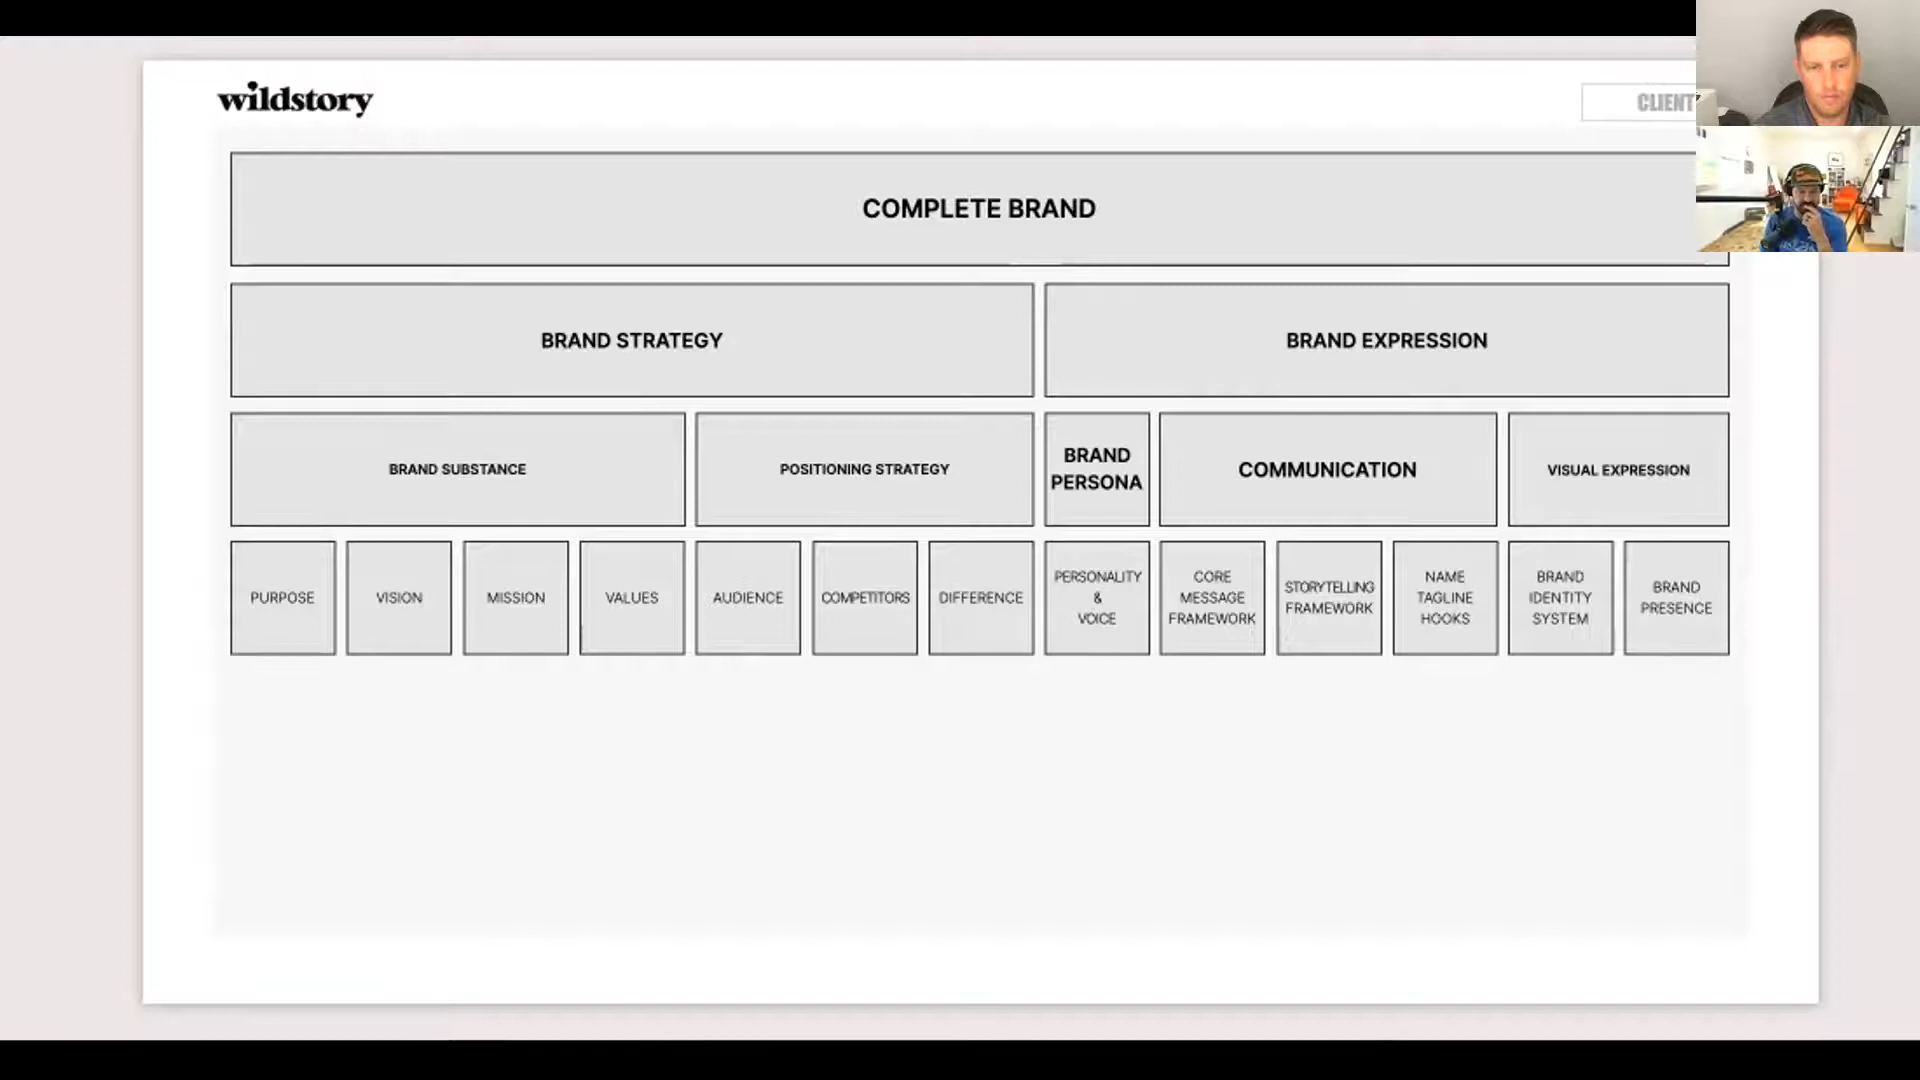 wildstory
CLIENT
COMPLETE BRAND
BRAND STRATEGY
BRAND EXPRESSION
BRAND SUBSTANCE
POSITIONING STRATEGY
BRAND
PERSONA
COMMUNICATION
VISUAL EXPRESSION
PURPOSE
VISION
MISSION
VALUES
AUDIENCE
COMPETITORS
DIFFERENCE
PERSONALITY
&
VOICE
CORE
MESSAGE
FRAMEWORK
STORYTELLING
FRAMEWORK
NAME
TAGLINE
HOOKS
BRAND
IDENTITY
SYSTEM
BRAND
PRESENCE